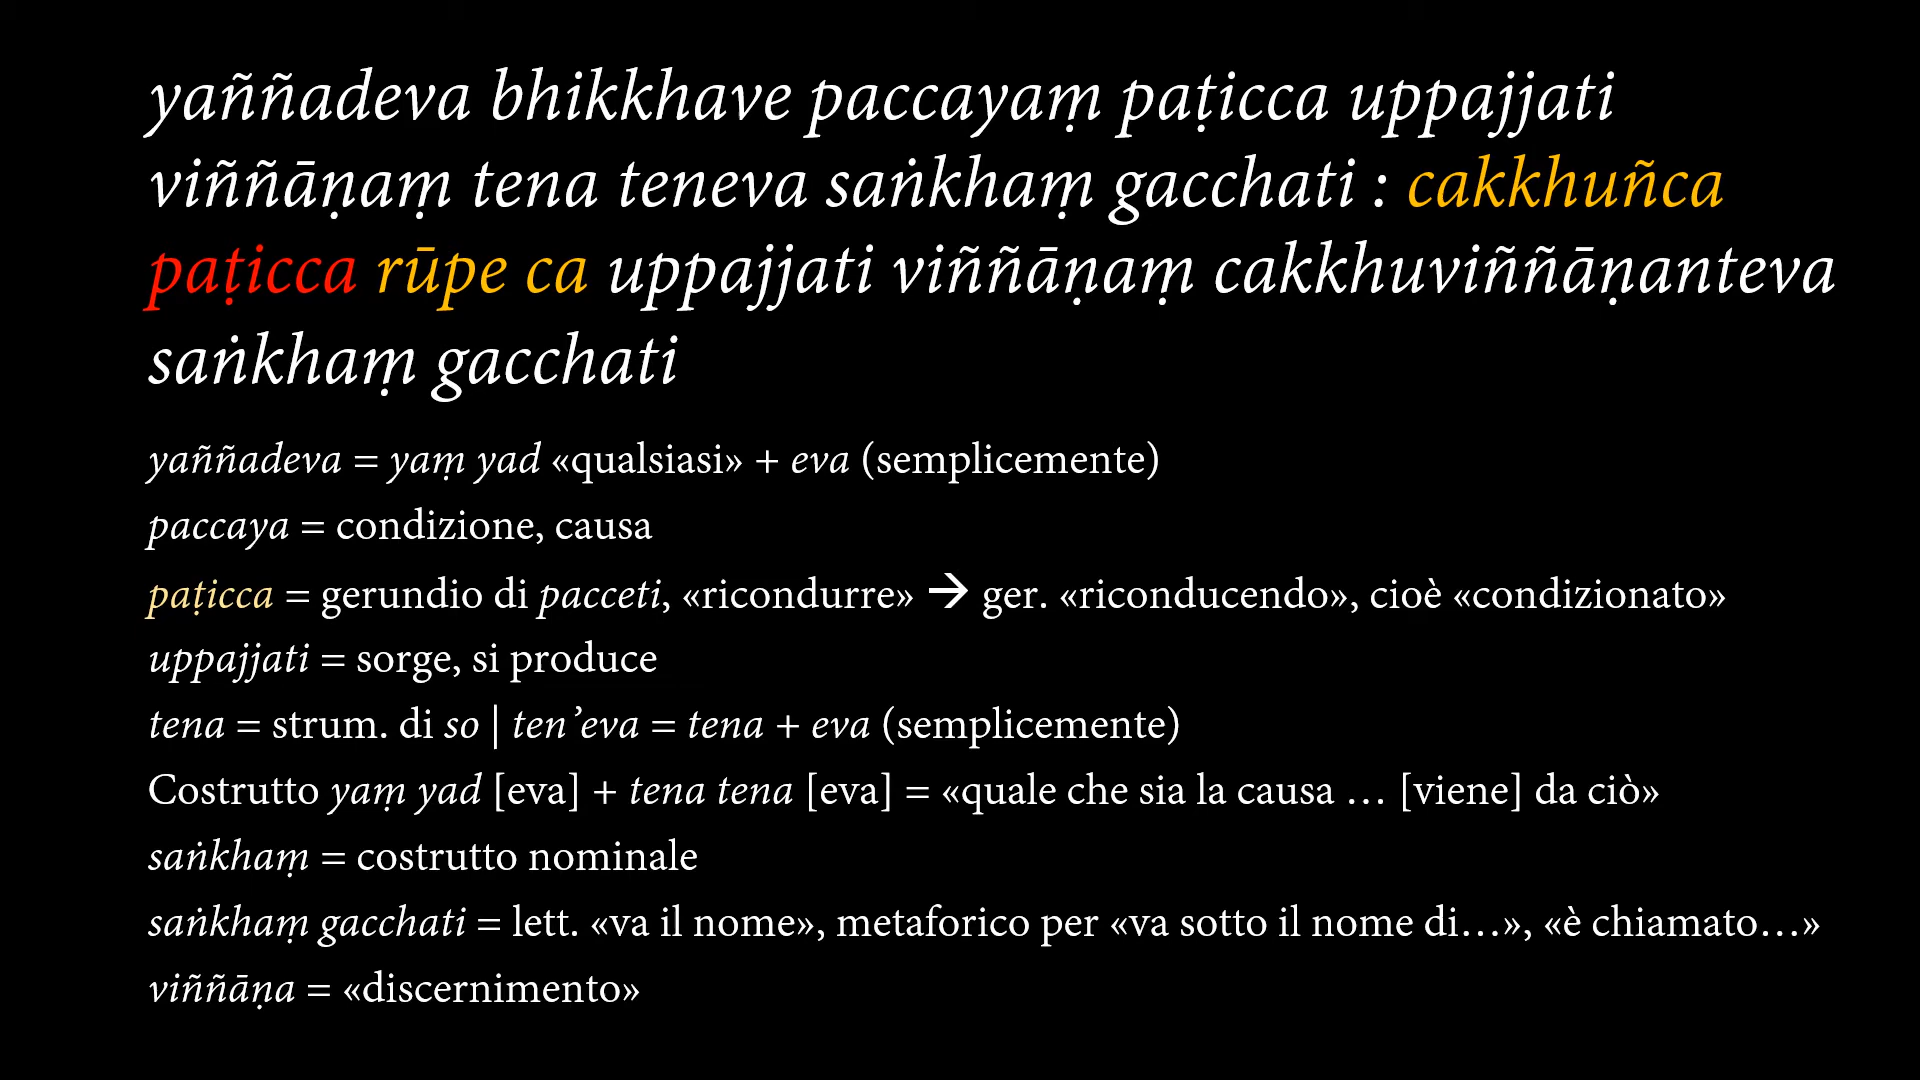 yaññadeva bhikkhave paccayaṃ paṭicca uppajjati
viññāṇaṃ tena teneva saṅkhaṃ gacchati : cakkhuñca
paṭicca rūpe ca uppajjati viññāṇaṃ cakkhuviññāṇanteva
saṅkhaṃ gacchati
yaññadeva = yaṃ yad «qualsiasi» + eva (semplicemente)
paccaya = condizione, causa
paṭicca = gerundio di pacceti, «ricondurre» → ger. «riconducendo», cioè «condizionato»
uppajjati = sorge, si produce
tena = strum. di so | ten’eva = tena + eva (semplicemente)
Costrutto yaṃ yad [eva] + tena tena [eva] = «quale che sia la causa … [viene] da ciò»
saṅkhaṃ = costrutto nominale
saṅkhaṃ gacchati = lett. «va il nome», metaforico per «va sotto il nome di…», «è chiamato…»
viññāṇa = «discernimento»